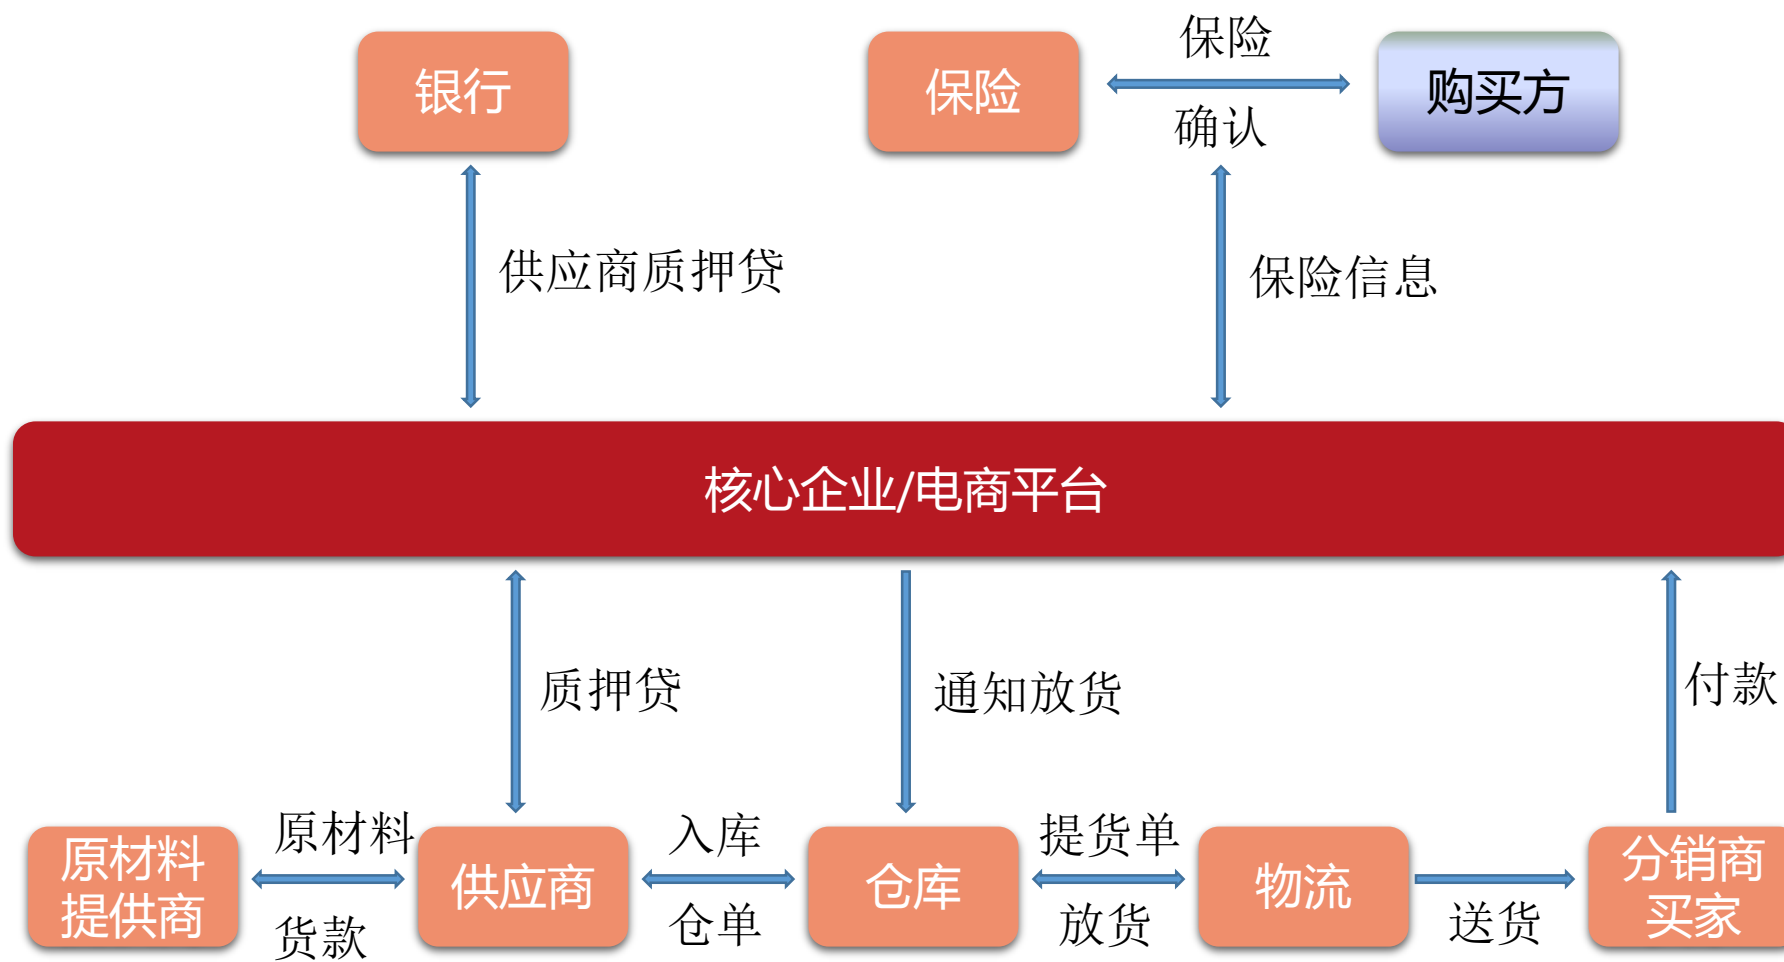 银行
保险
保险
确认
购买方
供应商质押贷
保险信息
核心企业/电商平台
质押贷
通知放货
付款
原材料
提供商
原材料
货款
供应商
入库
仓单
仓库
提货单
放货
物流
送货
分销商
买家